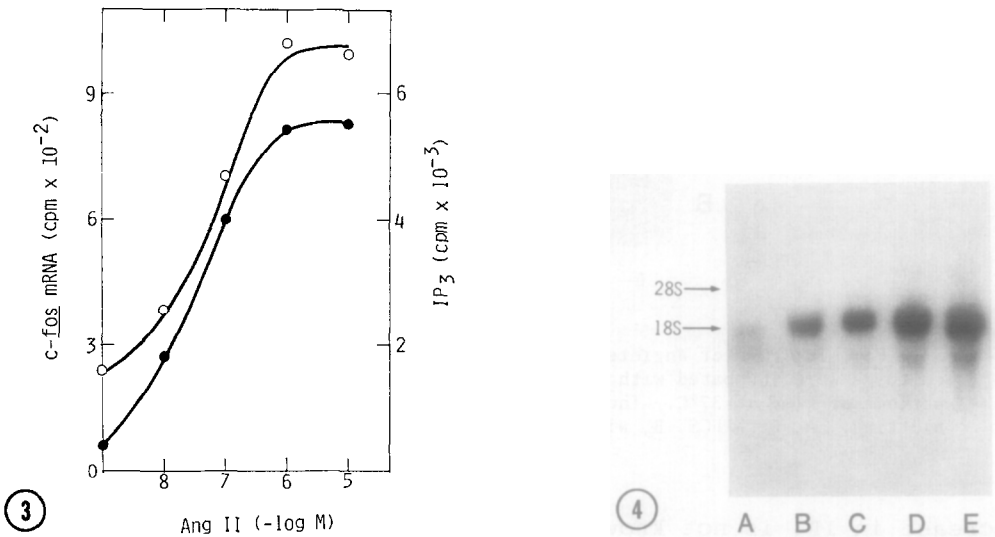 9
6
3
0
c-fos mRNA (cpm x 10⁻²)
6
4
2
IP₃ (cpm x 10⁻³)
8 7 6 5
Ang II (-log M)
3
28S
18S
4
A B C D E